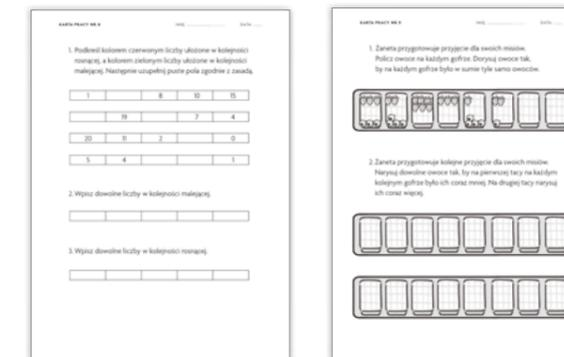 KARTA PRACY NR 8 IMIĘ DATA
1. Podkreśl kolorem czerwonym liczby ułożone w kolejności
rosnącej, a kolorem zielonym liczby ułożone w kolejności
malejącej. Następnie uzupełnij puste pola zgodnie z zasadą.
1 8 10 15
19 7 4
20 11 2 0
5 4 1
2. Wpisz dowolne liczby w kolejności malejącej.
3. Wpisz dowolne liczby w kolejności rosnącej.
KARTA PRACY NR 9 IMIĘ DATA
1. Żaneta przygotowuje przyjęcie dla swoich misiów.
Policz owoce na każdym gofrze. Dorysuj owoce tak,
by na każdym gofrze było w sumie tyle samo owoców.
2. Żaneta przygotowuje kolejne przyjęcie dla swoich misiów.
Narysuj dowolne owoce tak, by na pierwszej tacy na każdym
kolejnym gofrze było ich coraz mniej. Na drugiej tacy narysuj
ich coraz więcej.